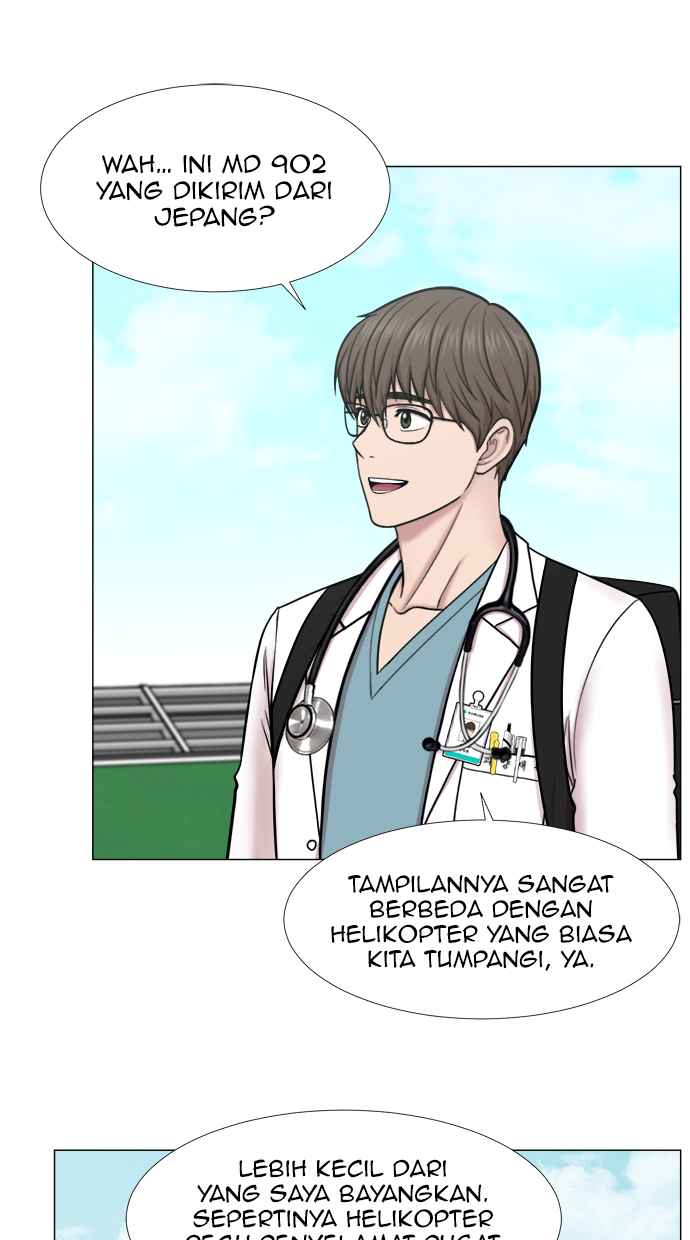 WAH... INI MD 902
YANG DIKIRIM DARI
JEPANG?
TAMPILANNYA SANGAT
BERBEDA DENGAN
HELIKOPTER YANG BIASA
KITA TUMPANGI, YA.
LEBIH KECIL DARI
YANG SAYA BAYANGKAN.
SEPERTINYA HELIKOPTER